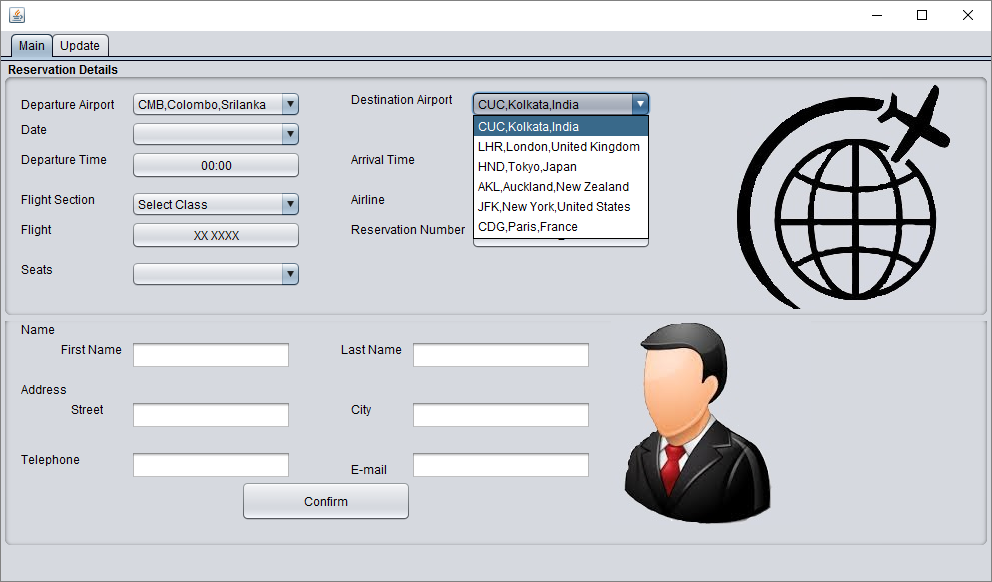 Main Update
Reservation Details
Departure Airport CMB,Colombo,Srilanka Destination Airport CUC,Kolkata,India
CUC,Kolkata,India
LHR,London,United Kingdom
HND,Tokyo,Japan
AKL,Auckland,New Zealand
JFK,New York,United States
CDG,Paris,France
Date
Departure Time 00:00 Arrival Time
Flight Section Select Class Airline
Flight XX XXXX Reservation Number
Seats
Name
First Name Last Name
Address
Street City
Telephone E-mail
Confirm